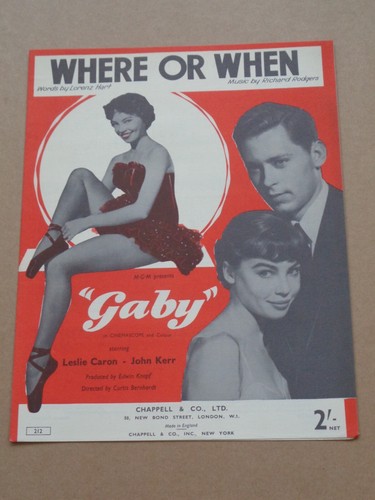 WHERE OR WHEN
Words by Lorenz Hart
Music by Richard Rodgers
M-G-M presents
"Gaby"
in CINEMASCOPE and Colour
starring
Leslie Caron - John Kerr
Produced by Edwin Knopf
Directed by Curtis Bernhardt
CHAPPELL & CO., LTD.
50, NEW BOND STREET, LONDON, W.1.
Made in England
CHAPPELL & CO., INC., NEW YORK
2/-
NET
212